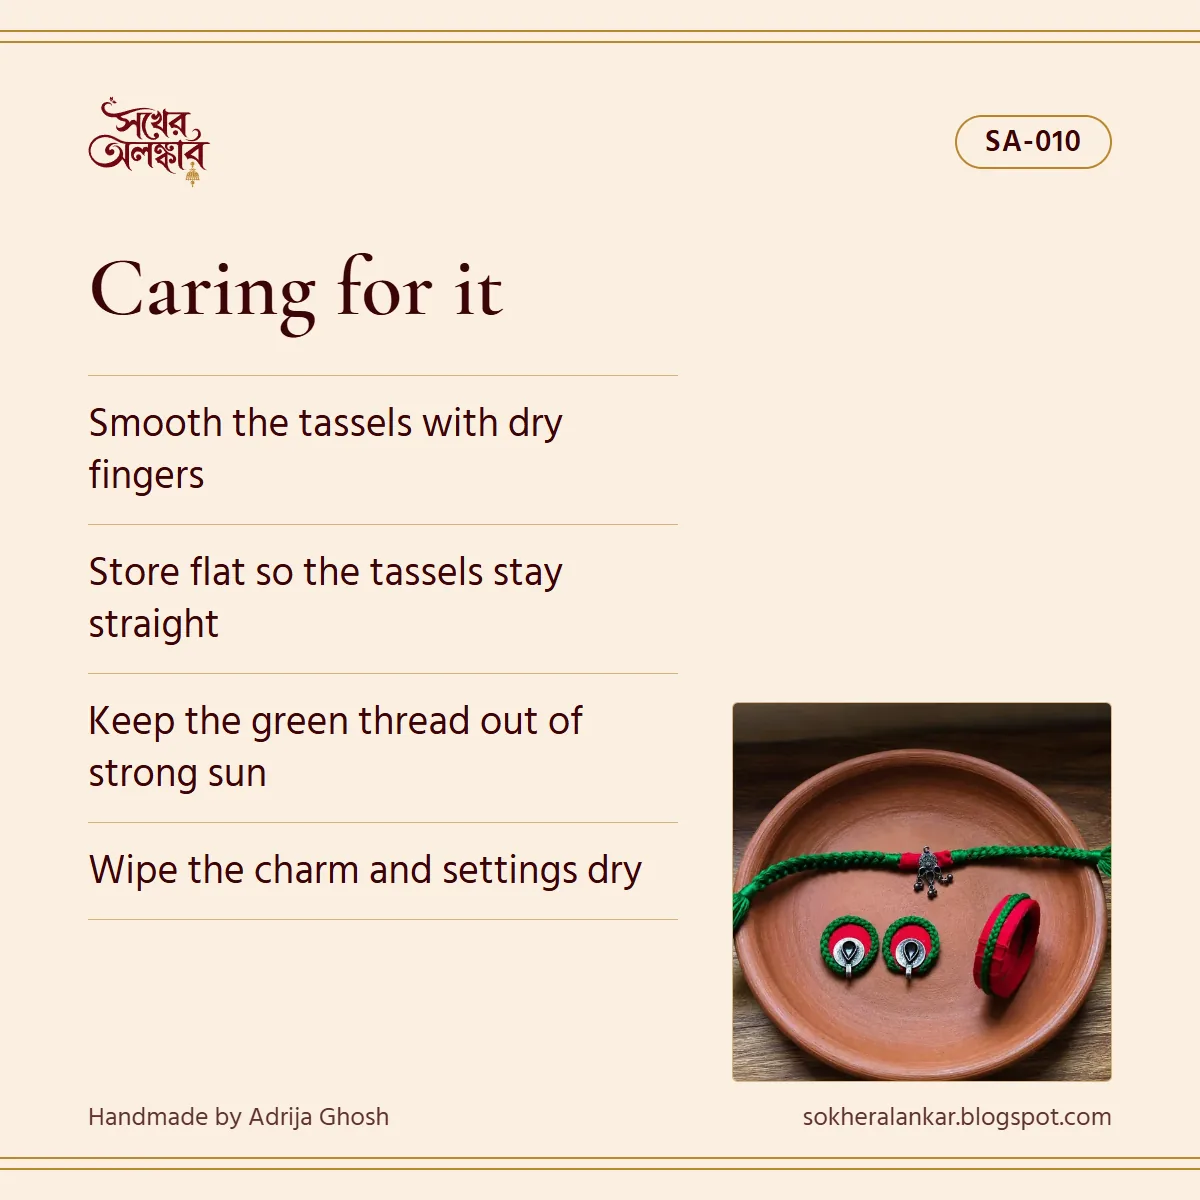 সখের
অলঙ্কার
SA-010
Caring for it
Smooth the tassels with dry
fingers
Store flat so the tassels stay
straight
Keep the green thread out of
strong sun
Wipe the charm and settings dry
Handmade by Adrija Ghosh
sokheralankar.blogspot.com